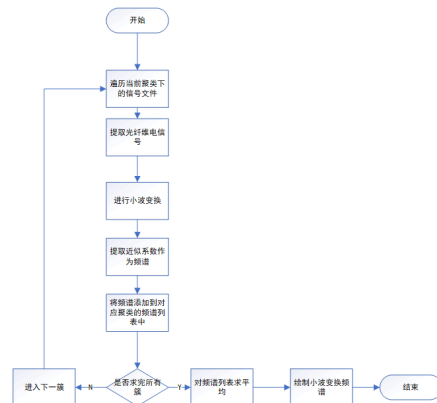 开始
遍历当前聚类下
的信号文件
提取光纤维电信
号
进行小波变换
提取近似系数作
为频谱
将频谱添加到对
应聚类的频谱列
表中
进入下一簇
N
是否求完所有
簇
Y
对频谱列表求平
均
绘制小波变换频
谱
结束